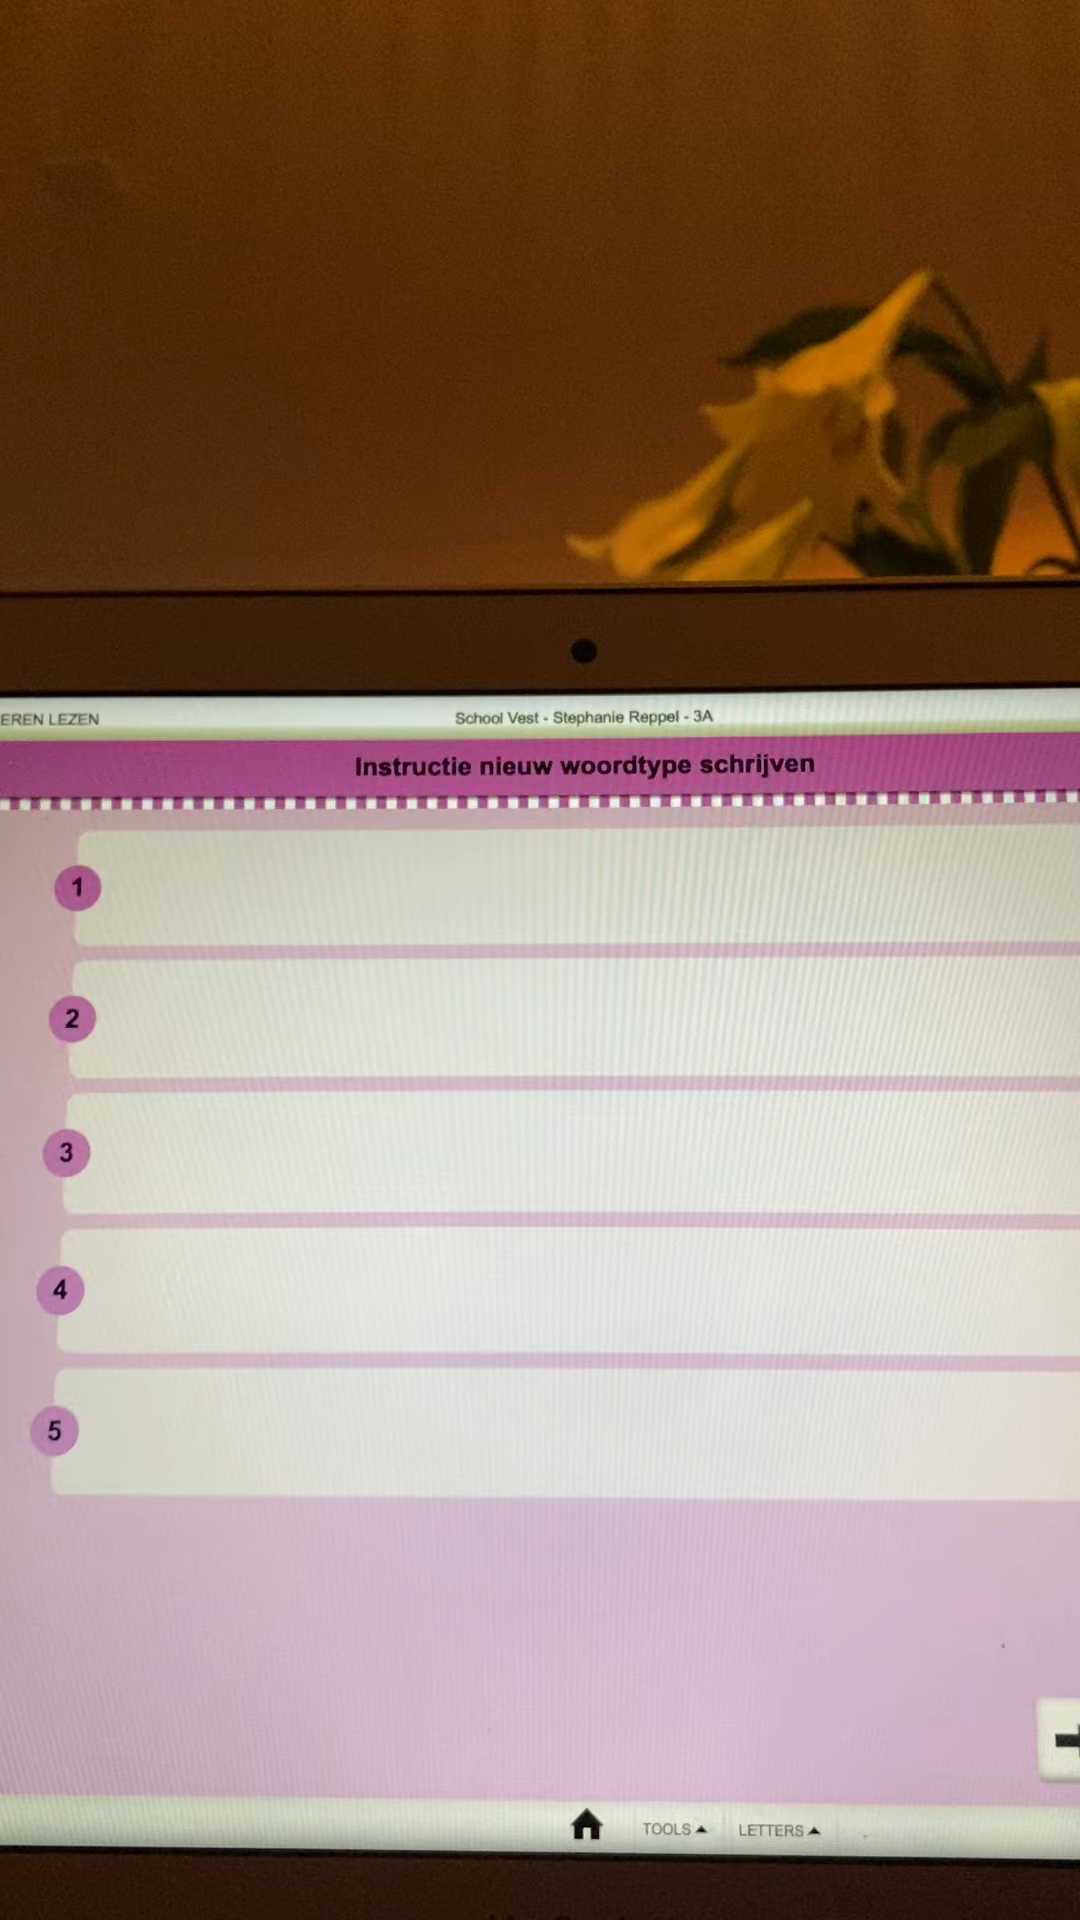 EREN LEZEN
School Vest - Stephanie Reppel - 3A
Instructie nieuw woordtype schrijven
1
2
3
4
5
TOOLS
LETTERS